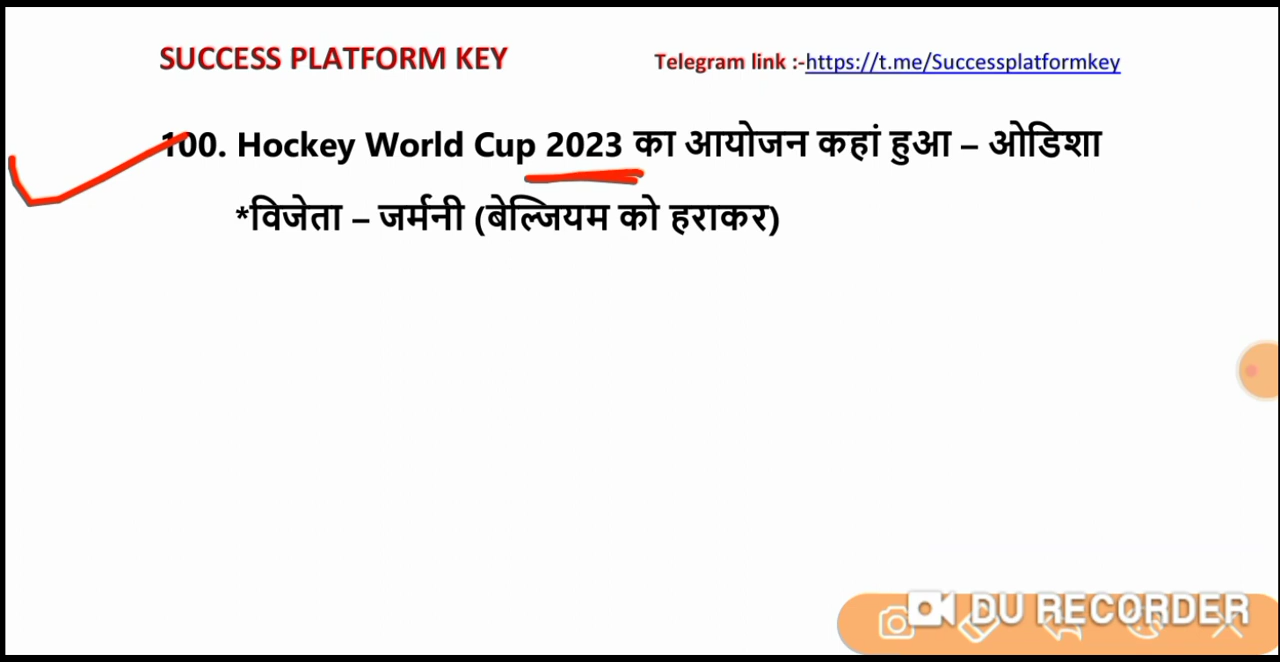 SUCCESS PLATFORM KEY Telegram link :-https://t.me/Successplatformkey
100. Hockey World Cup 2023 का आयोजन कहां हुआ – ओडिशा
*विजेता – जर्मनी (बेल्जियम को हराकर)
DU RECORDER